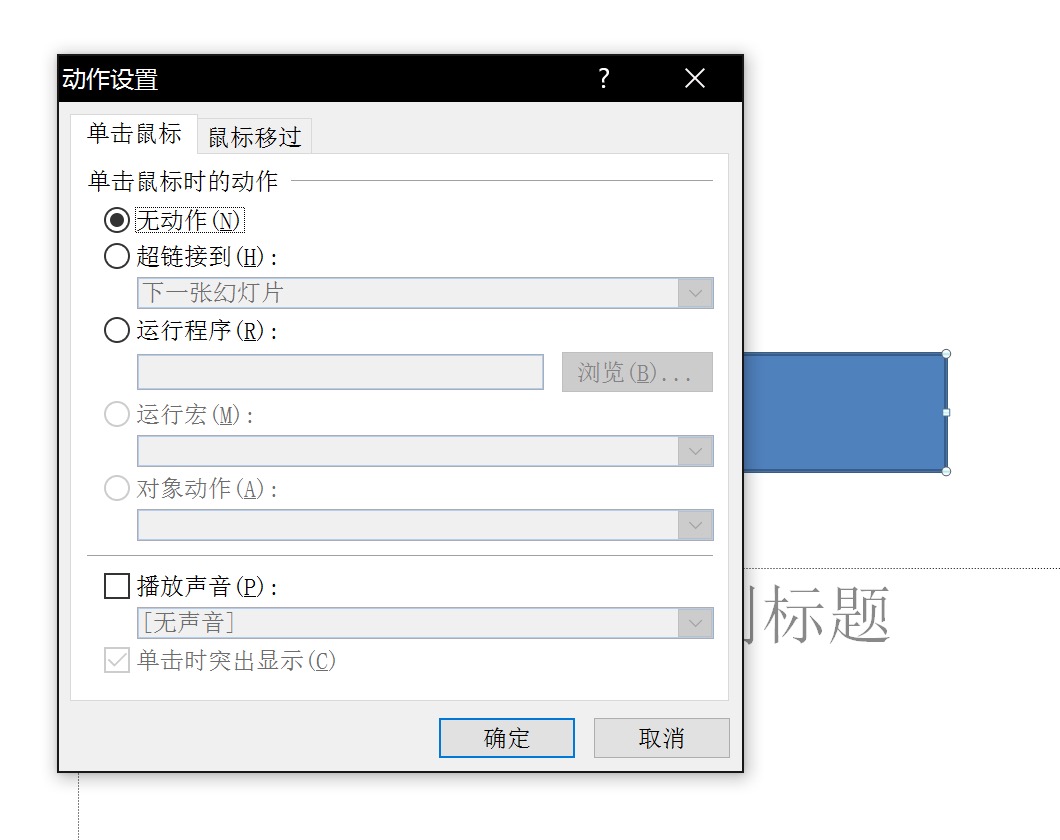 动作设置
?
单击鼠标
鼠标移过
单击鼠标时的动作
无动作(N)
超链接到(H):
下一张幻灯片
运行程序(R):
浏览(B)...
运行宏(M):
对象动作(A):
播放声音(P):
[无声音]
单击时突出显示(C)
确定 取消
标题